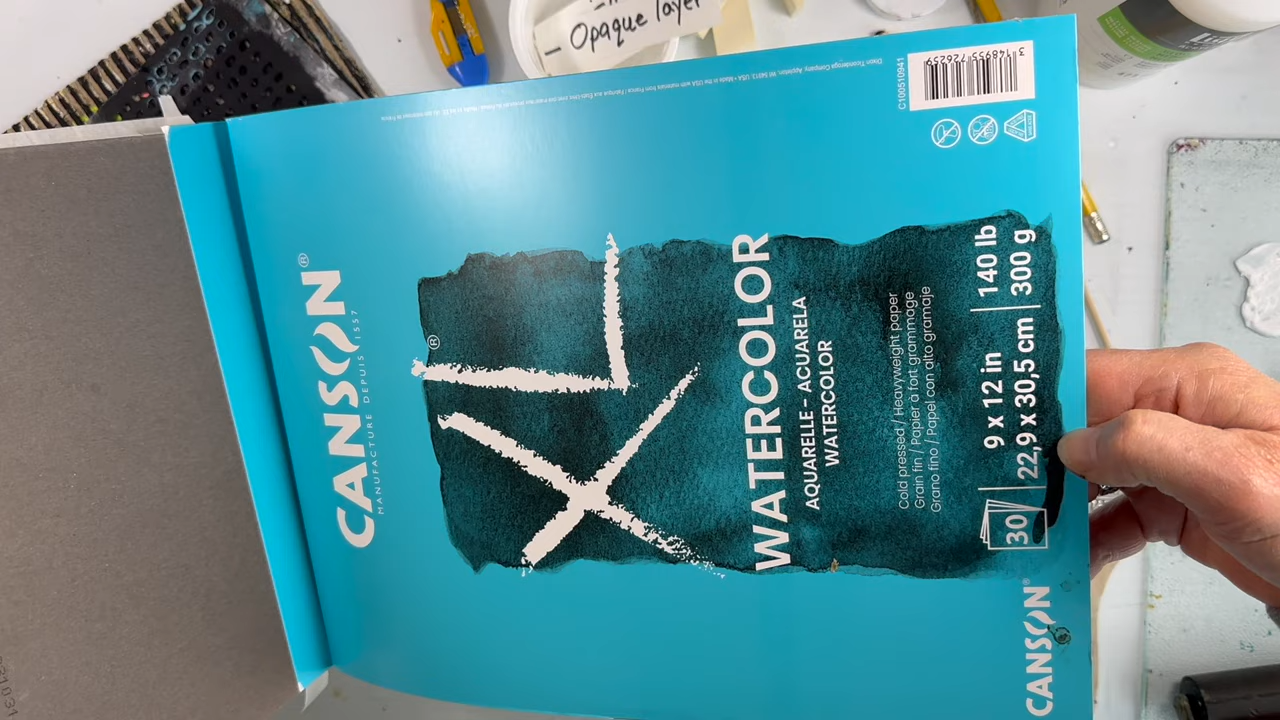 Opaque layer
CANSON®
MANUFACTURE DEPUIS 1557
XL®
WATERCOLOR
AQUARELLE - ACUARELA
WATERCOLOR
Cold pressed / Heavyweight paper
Grain fin / Papier à fort grammage
Grano fino / Papel con alto gramaje
30
9 x 12 in | 140 lb
22,9 x 30,5 cm | 300 g
CANSON®
C100510941
3148955726259